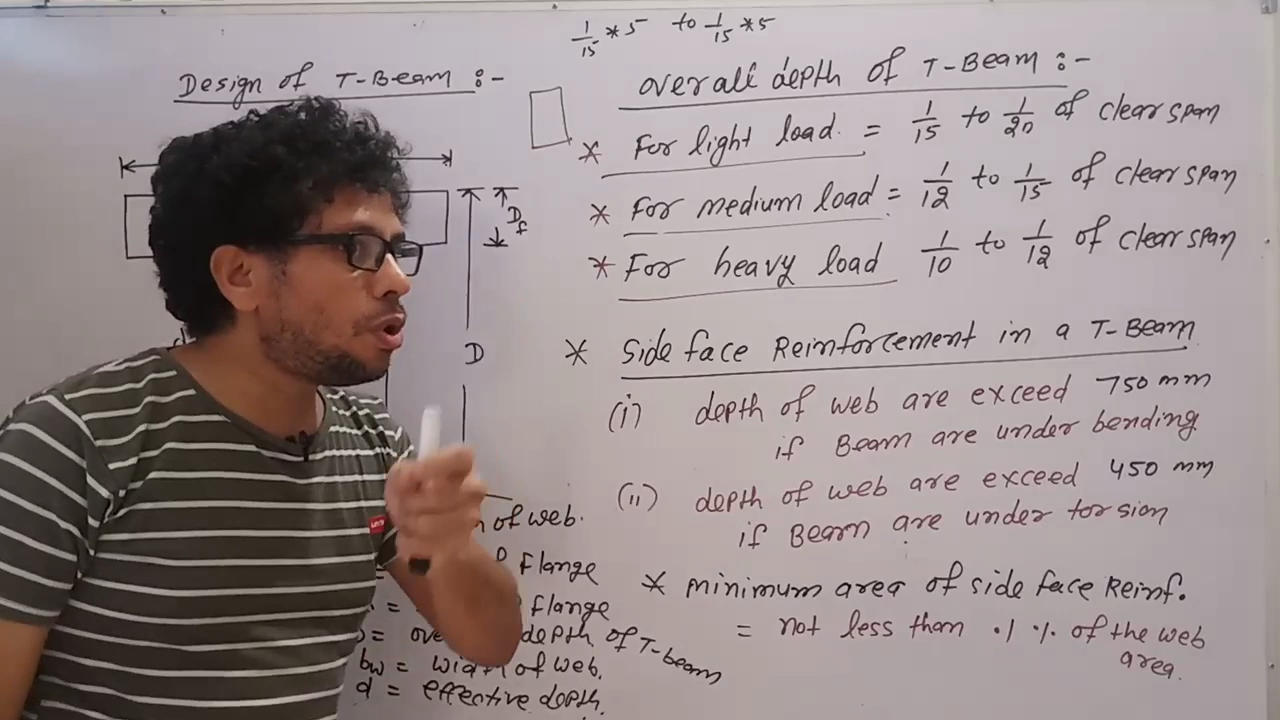 1/15 * 5 to 1/15 * 5
Design of T-Beam :-
Df
D
of web.
Flange
= flange
= ove depth of T-beam
bw = width of web.
d = effective depth.
overall depth of T-Beam :-
* For light load. = 1/15 to 1/20 of clear span
* For medium load = 1/12 to 1/15 of clear span
* For heavy load 1/10 to 1/12 of clear span
* Side face Reinforcement in a T-Beam
(i) depth of web are exceed 750 mm
if Beam are under bending
(ii) depth of web are exceed 450 mm
if Beam are under torsion
* minimum area of side face Reinf.
= not less than .1 % of the web
area.